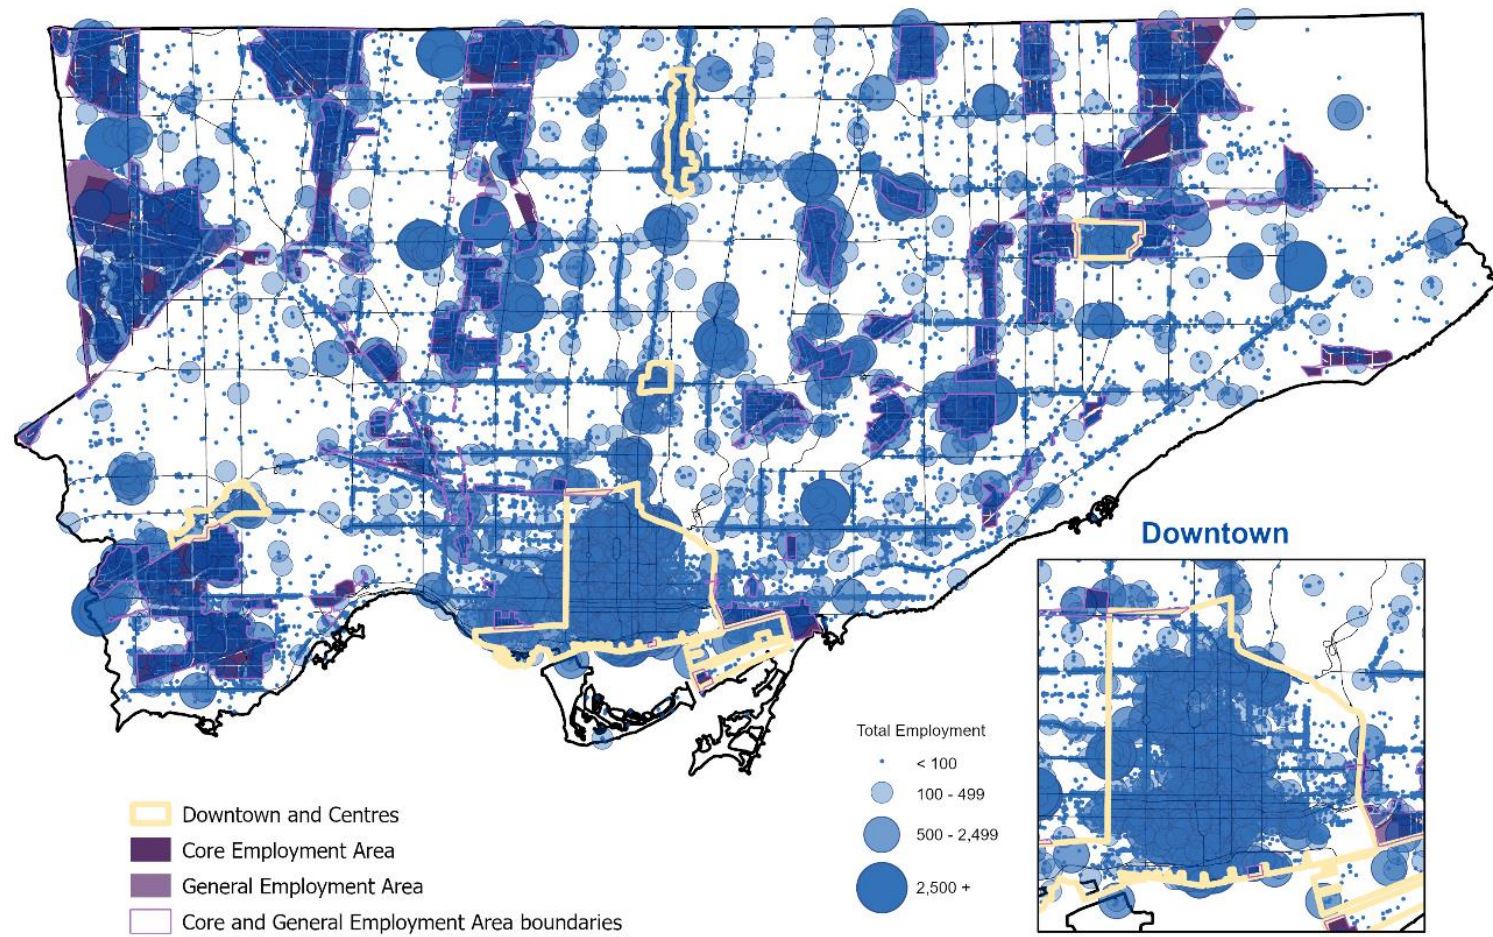 Downtown
Total Employment
< 100
100 - 499
500 - 2,499
2,500 +
Downtown and Centres
Core Employment Area
General Employment Area
Core and General Employment Area boundaries